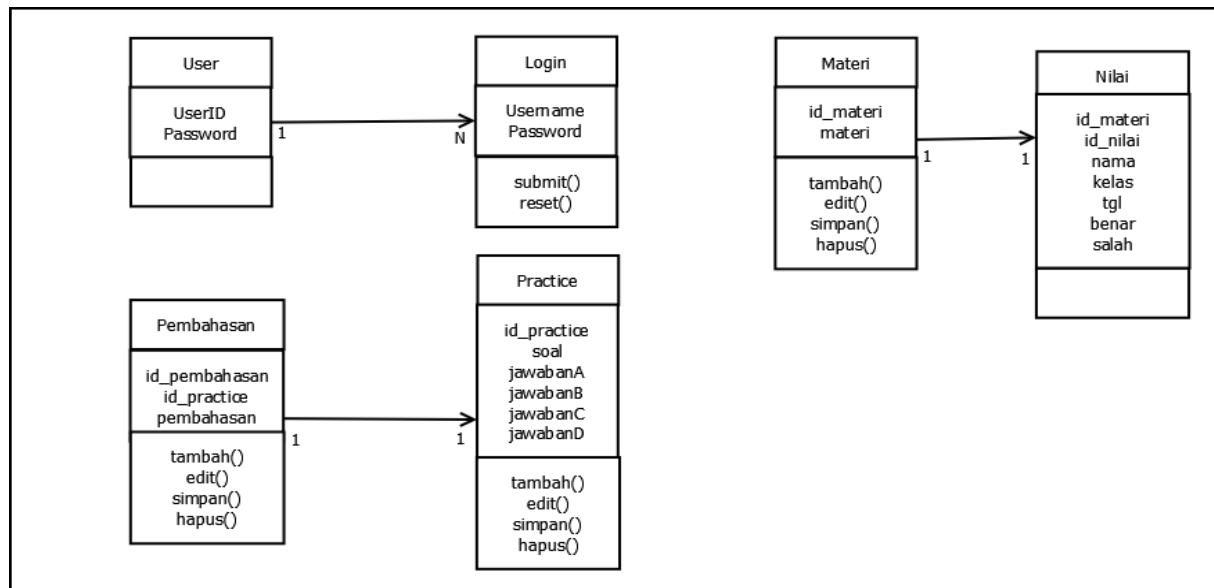 User
UserID
Password
1
N
Login
Username
Password
submit()
reset()
Materi
id_materi
materi
tambah()
edit()
simpan()
hapus()
1
1
Nilai
id_materi
id_nilai
nama
kelas
tgl
benar
salah
Pembahasan
id_pembahasan
id_practice
pembahasan
tambah()
edit()
simpan()
hapus()
1
1
Practice
id_practice
soal
jawabanA
jawabanB
jawabanC
jawabanD
tambah()
edit()
simpan()
hapus()